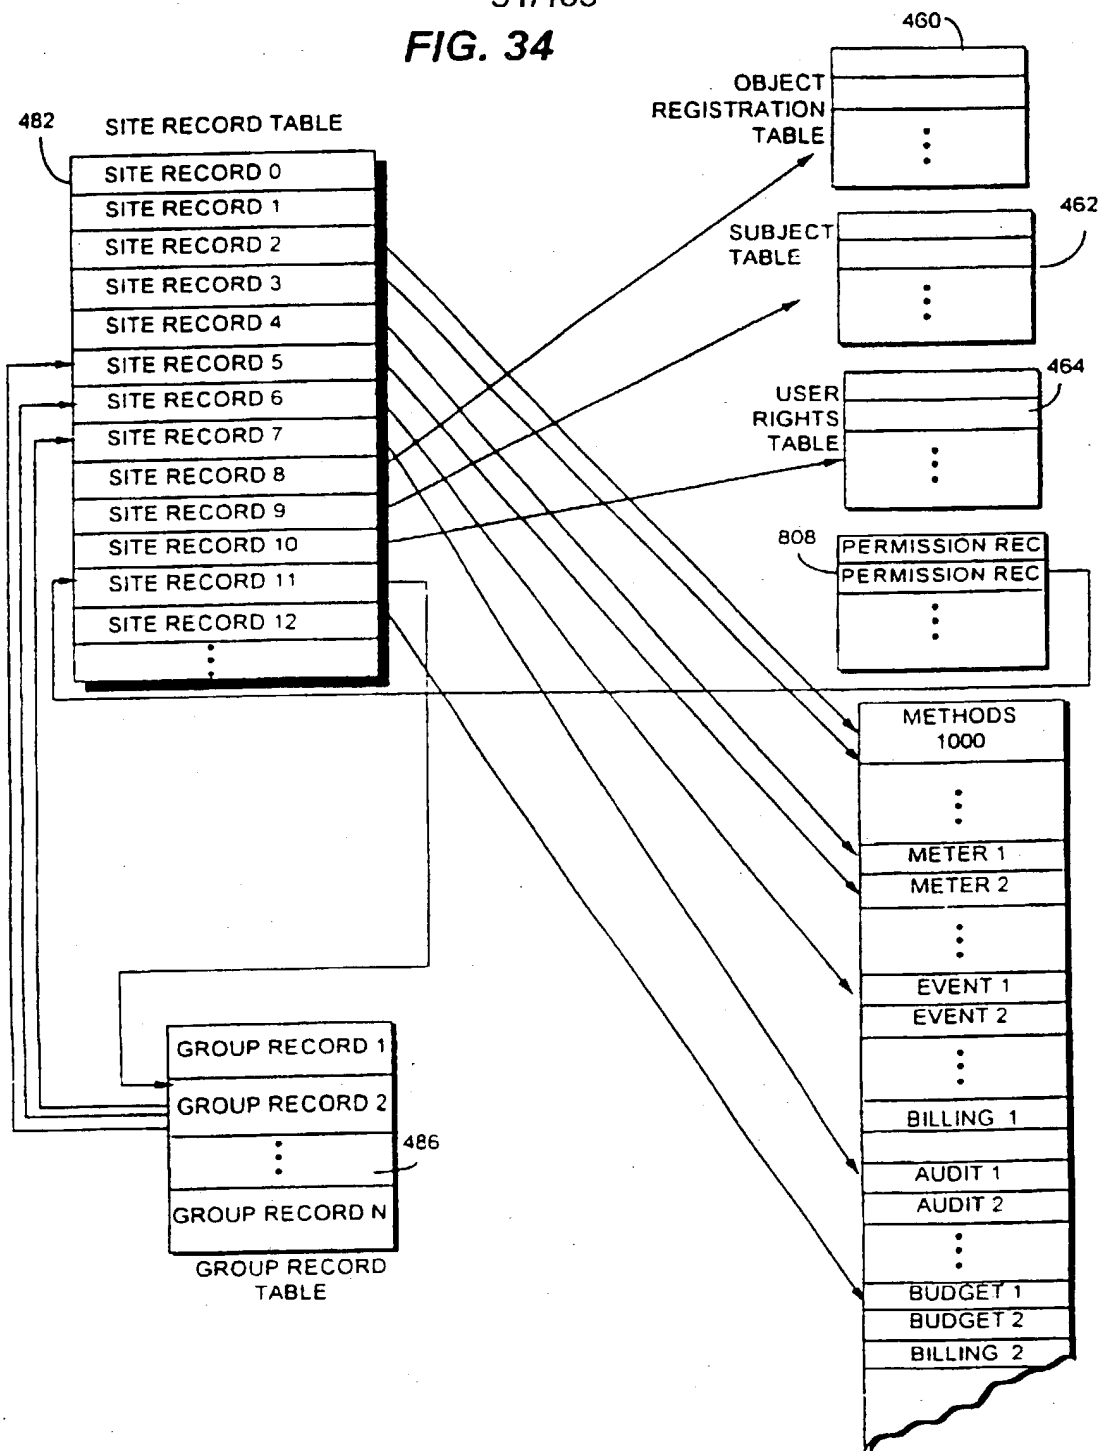 FIG. 34
482
SITE RECORD TABLE
SITE RECORD 0
SITE RECORD 1
SITE RECORD 2
SITE RECORD 3
SITE RECORD 4
SITE RECORD 5
SITE RECORD 6
SITE RECORD 7
SITE RECORD 8
SITE RECORD 9
SITE RECORD 10
SITE RECORD 11
SITE RECORD 12
460
OBJECT
REGISTRATION
TABLE
462
SUBJECT
TABLE
464
USER
RIGHTS
TABLE
808
PERMISSION REC
PERMISSION REC
METHODS
1000
METER 1
METER 2
EVENT 1
EVENT 2
BILLING 1
AUDIT 1
AUDIT 2
BUDGET 1
BUDGET 2
BILLING 2
GROUP RECORD 1
GROUP RECORD 2
486
GROUP RECORD N
GROUP RECORD
TABLE